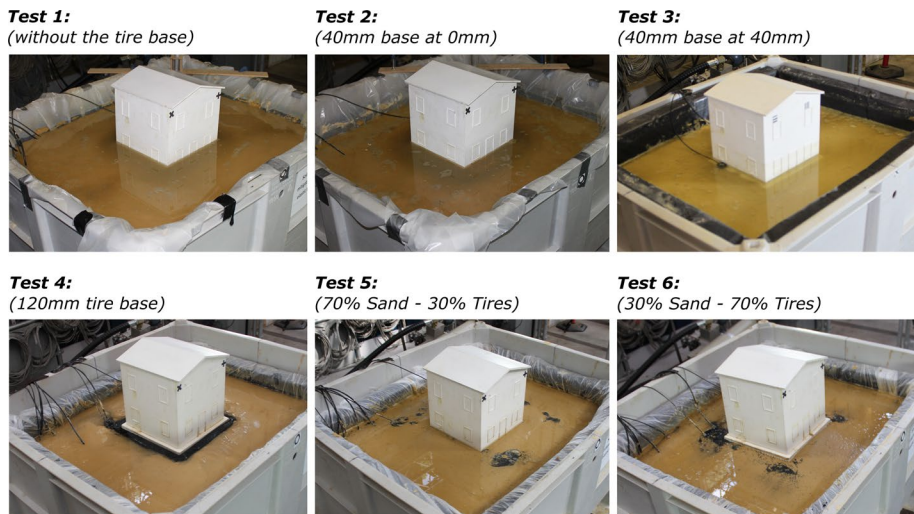 Test 1:
(without the tire base)
Test 2:
(40mm base at 0mm)
Test 3:
(40mm base at 40mm)
Test 4:
(120mm tire base)
Test 5:
(70% Sand - 30% Tires)
Test 6:
(30% Sand - 70% Tires)